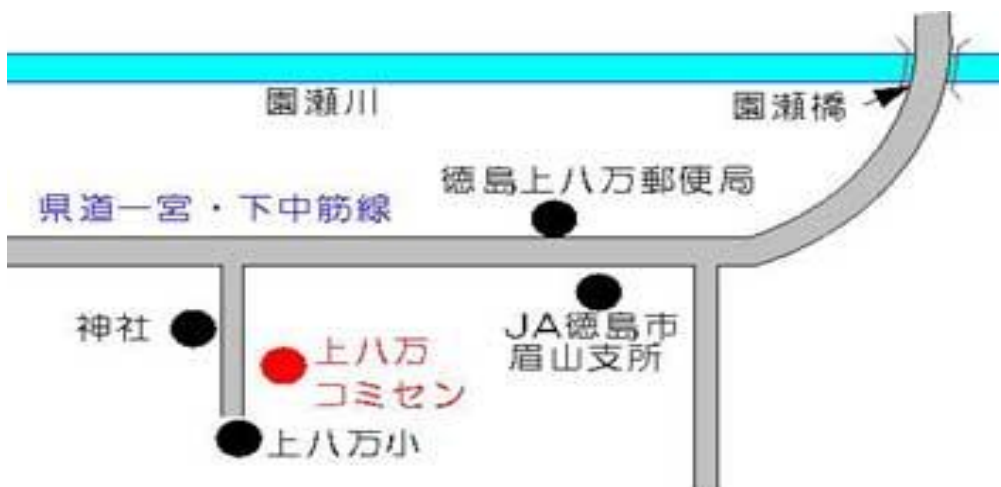 園瀬川
園瀬橋
徳島上八万郵便局
県道一宮・下中筋線
神社
JA徳島市
眉山支所
上八万
コミセン
上八万小